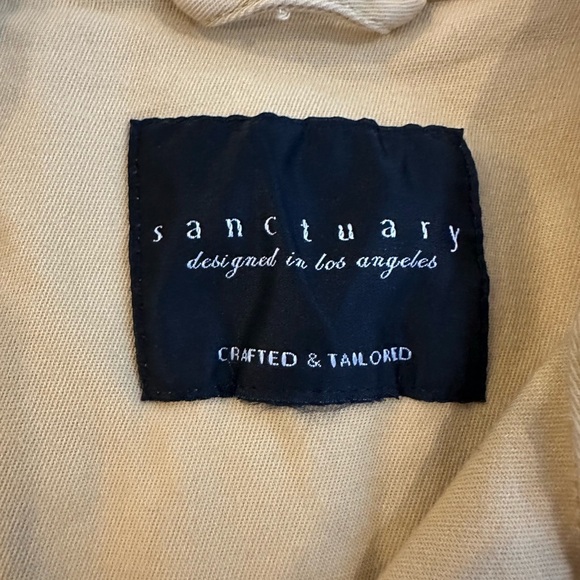 sanctuary
designed in los angeles
CRAFTED & TAILORED